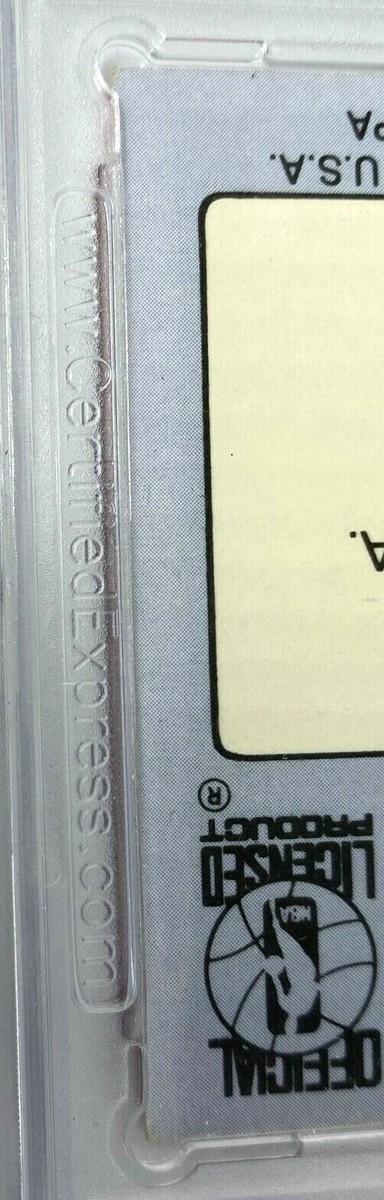 www.CertifiedExpress.com
OFFICIAL
NBA
LICENSED
PRODUCT
®
A.
U.S.A.
PA